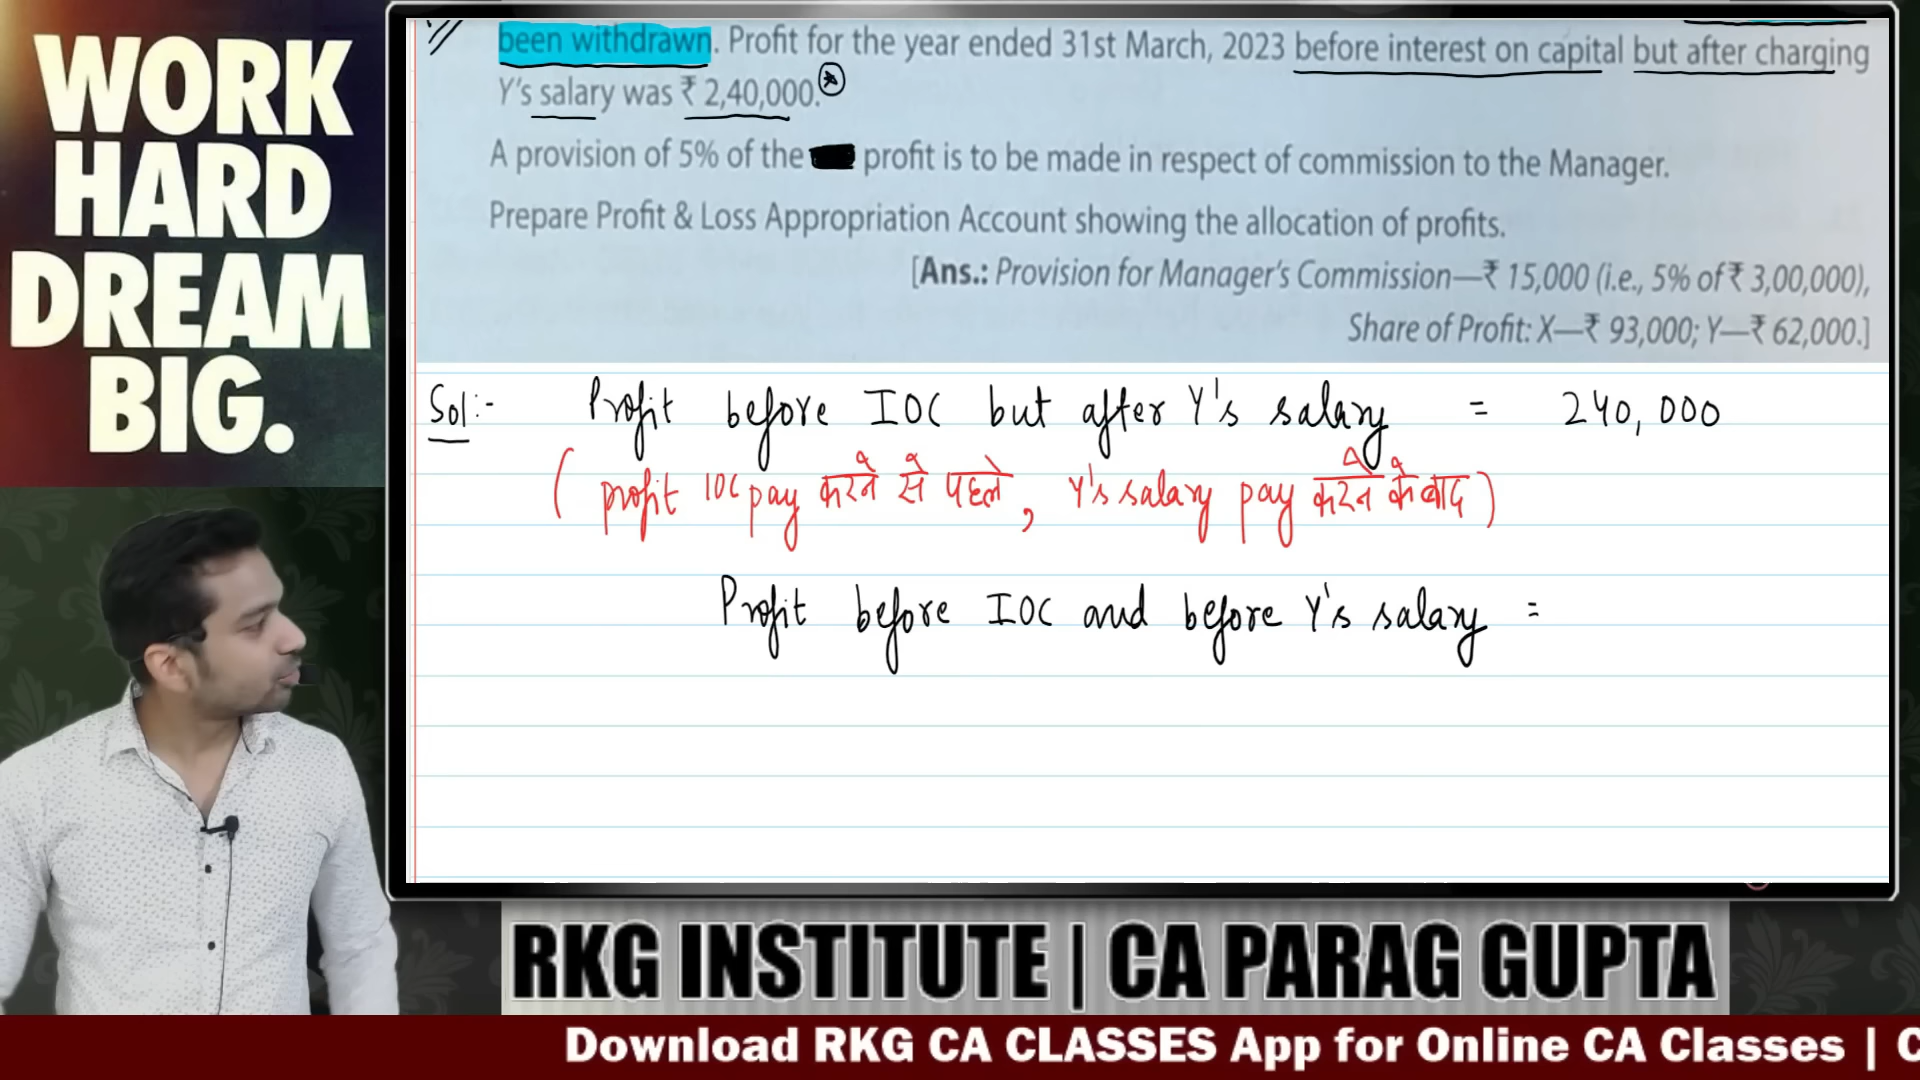 WORK
HARD
DREAM
BIG.
been withdrawn. Profit for the year ended 31st March, 2023 before interest on capital but after charging
Y's salary was ₹ 2,40,000.
A provision of 5% of the profit is to be made in respect of commission to the Manager.
Prepare Profit & Loss Appropriation Account showing the allocation of profits.
[Ans.: Provision for Manager's Commission—₹ 15,000 (i.e., 5% of ₹ 3,00,000),
Share of Profit: X—₹ 93,000; Y—₹ 62,000.]
Sol:- Profit before IOC but after Y's salary = 240,000
( profit IOC pay करने से पहले, Y's salary pay करने के बाद )
Profit before IOC and before Y's salary =
RKG INSTITUTE | CA PARAG GUPTA
Download RKG CA CLASSES App for Online CA Classes | C